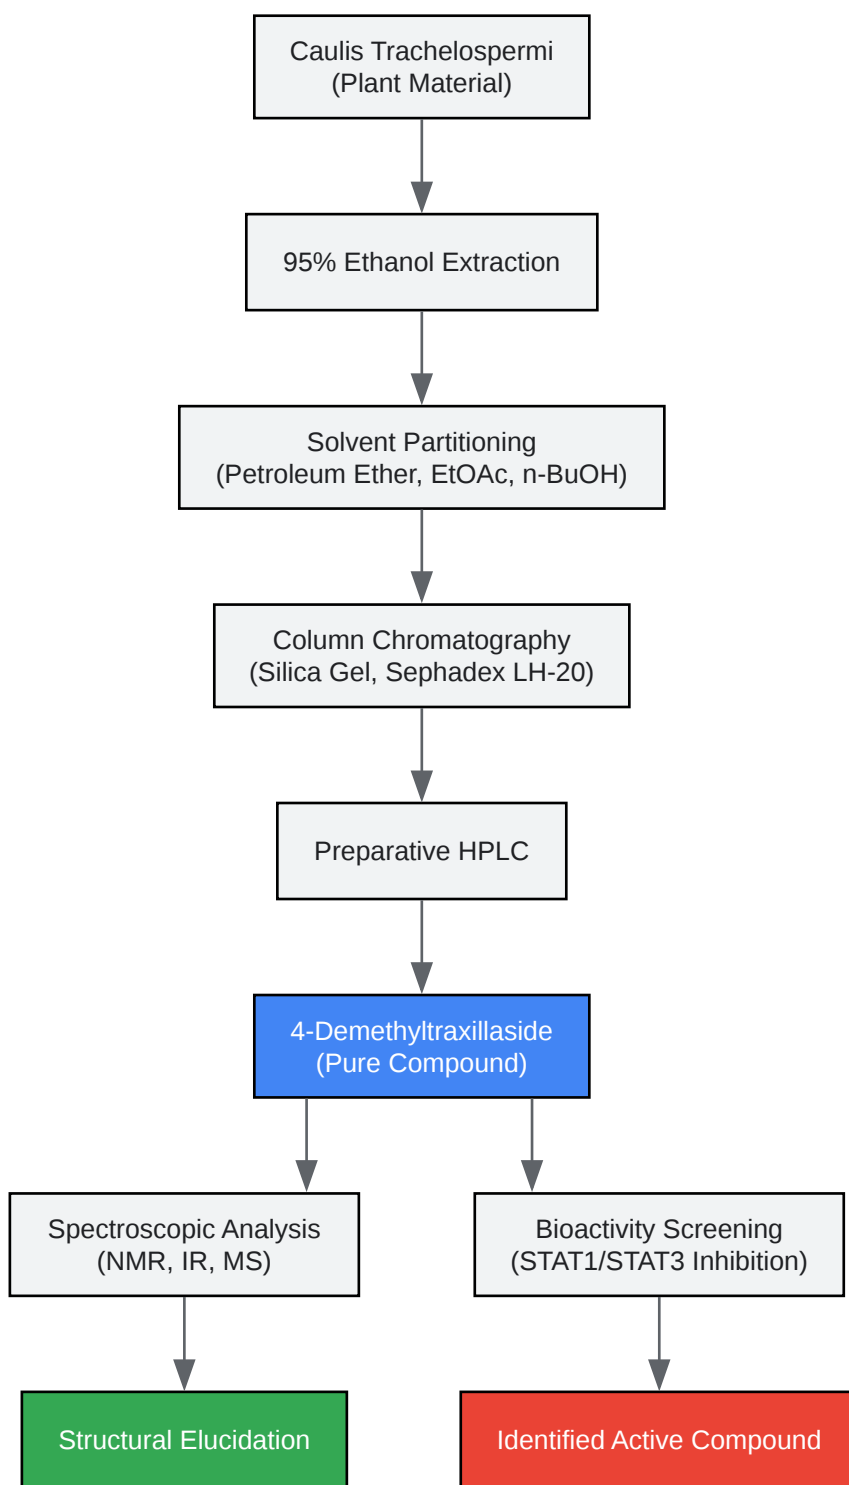 Caulis Trachelospermi
(Plant Material)
95% Ethanol Extraction
Solvent Partitioning
(Petroleum Ether, EtOAc, n-BuOH)
Column Chromatography
(Silica Gel, Sephadex LH-20)
Preparative HPLC
4-Demethyltraxillaside
(Pure Compound)
Spectroscopic Analysis
(NMR, IR, MS)
Bioactivity Screening
(STAT1/STAT3 Inhibition)
Structural Elucidation
Identified Active Compound